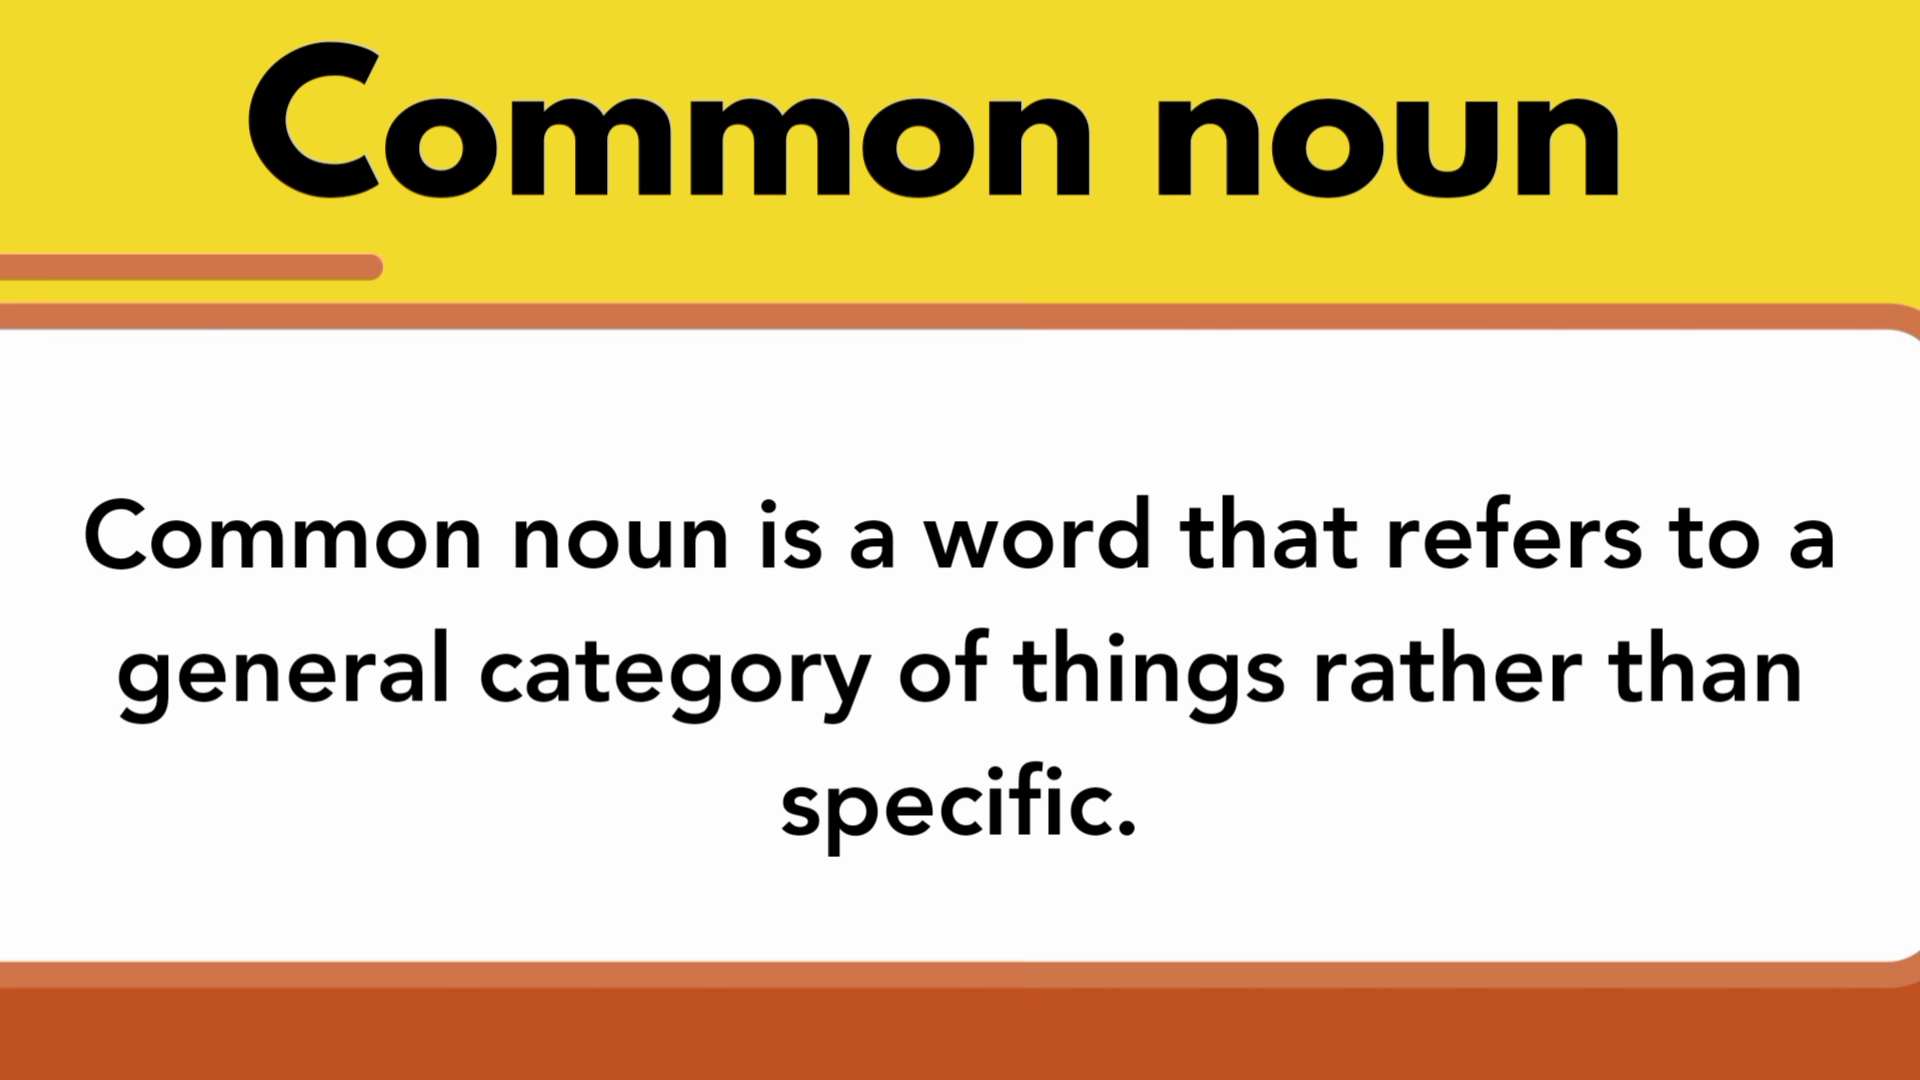 Common noun
Common noun is a word that refers to a
general category of things rather than
specific.